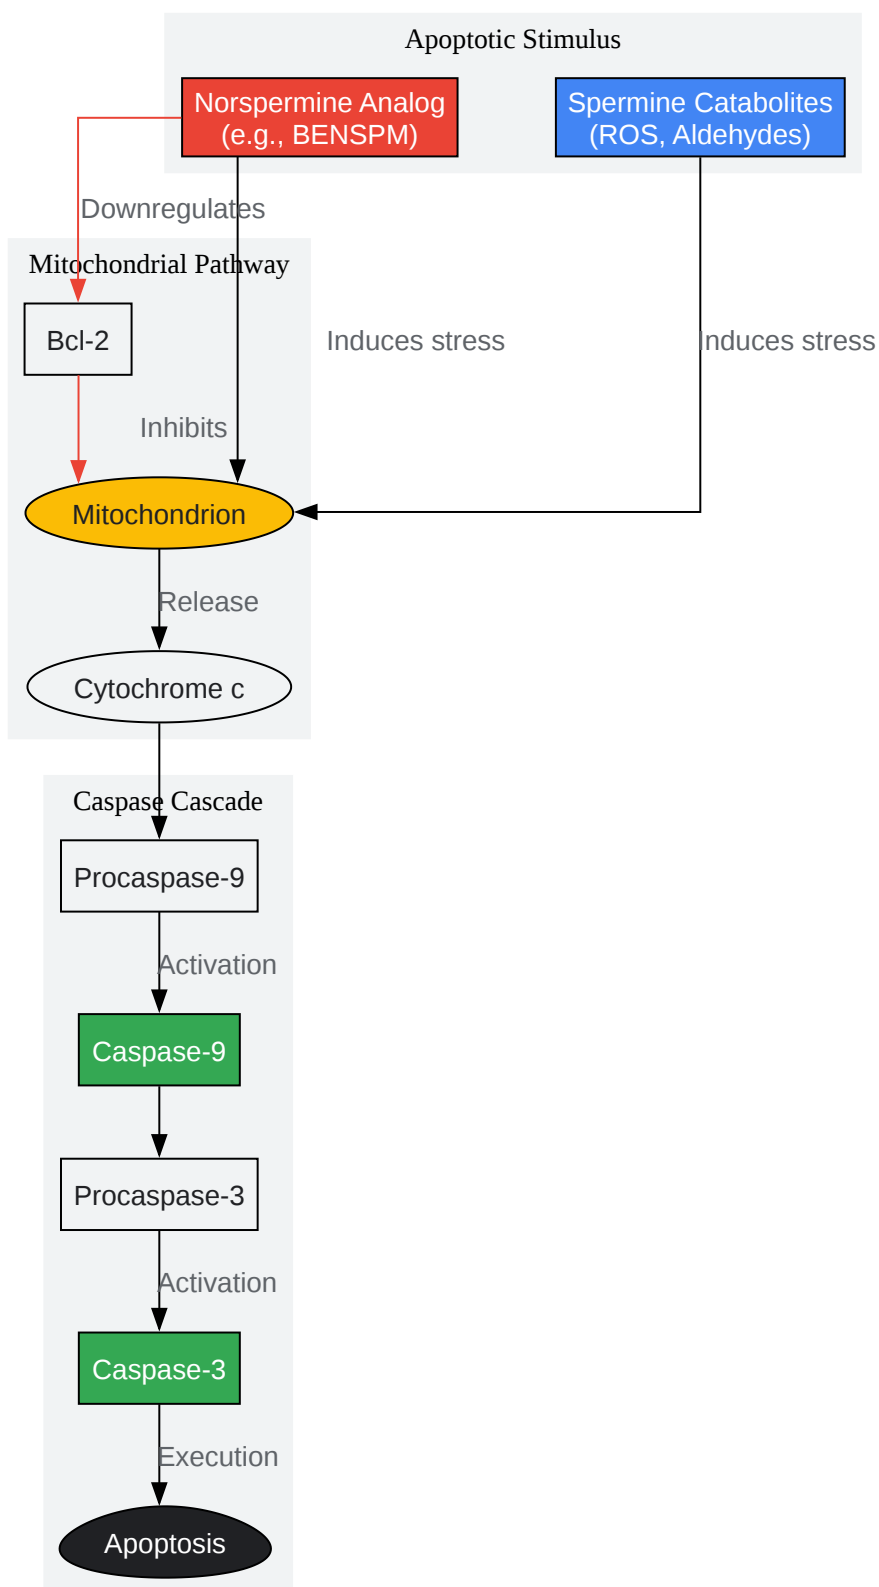 Apoptotic Stimulus
Norspermine Analog
(e.g., BENSPM)
Spermine Catabolites
(ROS, Aldehydes)
Downregulates
Mitochondrial Pathway
Bcl-2
Induces stress
Induces stress
Inhibits
Mitochondrion
Release
Cytochrome c
Caspase Cascade
Procaspase-9
Activation
Caspase-9
Procaspase-3
Activation
Caspase-3
Execution
Apoptosis